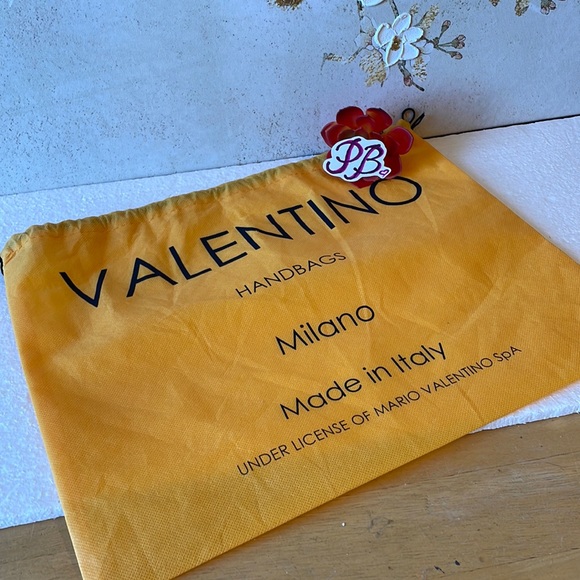 PB
VALENTINO
HANDBAGS
Milano
Made in Italy
UNDER LICENSE OF MARIO VALENTINO SpA